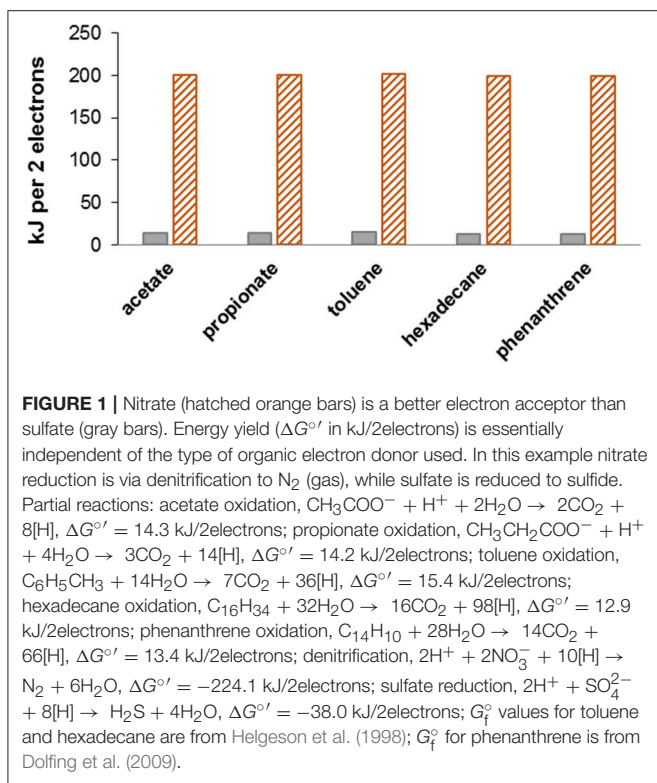 250
200
150
100
50
0
kJ per 2 electrons
acetate
propionate
toluene
hexadecane
phenanthrene
FIGURE 1 | Nitrate (hatched orange bars) is a better electron acceptor than
sulfate (gray bars). Energy yield (ΔG°′ in kJ/2electrons) is essentially
independent of the type of organic electron donor used. In this example nitrate
reduction is via denitrification to N₂ (gas), while sulfate is reduced to sulfide.
Partial reactions: acetate oxidation, CH₃COO⁻ + H⁺ + 2H₂O → 2CO₂ +
8[H], ΔG°′ = 14.3 kJ/2electrons; propionate oxidation, CH₃CH₂COO⁻ + H⁺
+ 4H₂O → 3CO₂ + 14[H], ΔG°′ = 14.2 kJ/2electrons; toluene oxidation,
C₆H₅CH₃ + 14H₂O → 7CO₂ + 36[H], ΔG°′ = 15.4 kJ/2electrons;
hexadecane oxidation, C₁₆H₃₄ + 32H₂O → 16CO₂ + 98[H], ΔG°′ = 12.9
kJ/2electrons; phenanthrene oxidation, C₁₄H₁₀ + 28H₂O → 14CO₂ +
66[H], ΔG°′ = 13.4 kJ/2electrons; denitrification, 2H⁺ + 2NO₃⁻ + 10[H] →
N₂ + 6H₂O, ΔG°′ = −224.1 kJ/2electrons; sulfate reduction, 2H⁺ + SO₄²⁻
+ 8[H] → H₂S + 4H₂O, ΔG°′ = −38.0 kJ/2electrons; G°f values for toluene
and hexadecane are from Helgeson et al. (1998); G°f for phenanthrene is from
Dolfing et al. (2009).